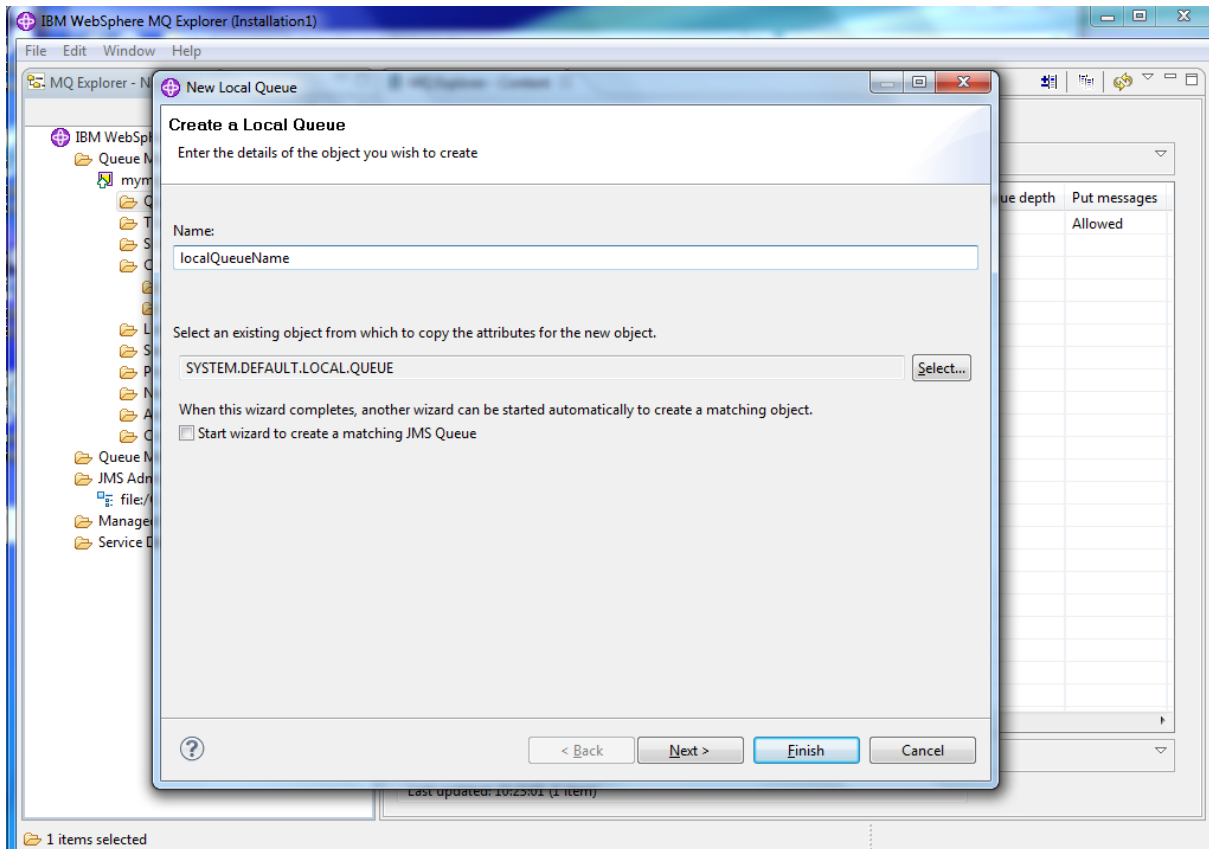 IBM WebSphere MQ Explorer (Installation1)
File Edit Window Help
MQ Explorer - N
MQ Explorer - Content
New Local Queue
Create a Local Queue
Enter the details of the object you wish to create
IBM WebSph
Queue M
mym
Q
T
S
C
L
S
P
N
A
C
Queue M
JMS Adm
file:/
Managed
Service D
Name:
localQueueName
Select an existing object from which to copy the attributes for the new object.
SYSTEM.DEFAULT.LOCAL.QUEUE
Select...
When this wizard completes, another wizard can be started automatically to create a matching object.
Start wizard to create a matching JMS Queue
ue depth Put messages
Allowed
?
< Back Next > Finish Cancel
Last updated: 10:23:01 (1 item)
1 items selected